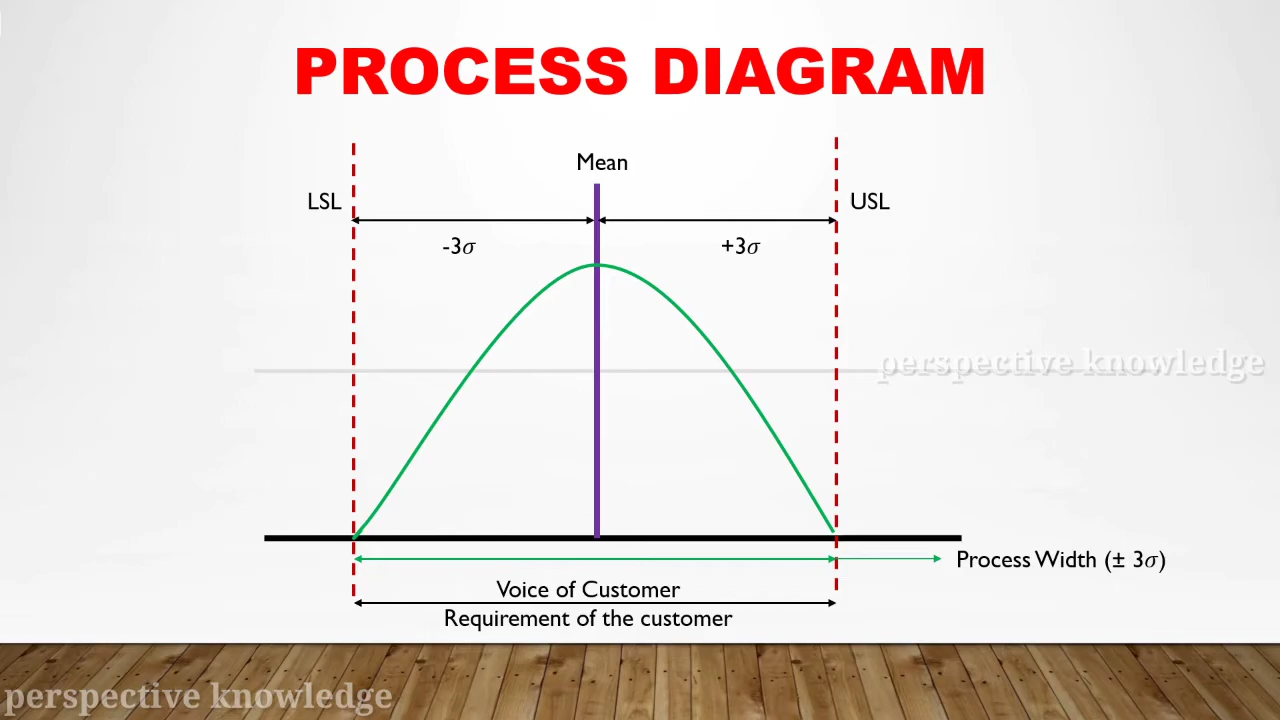 PROCESS DIAGRAM
Mean
LSL
USL
-3σ
+3σ
perspective knowledge
Process Width (± 3σ)
Voice of Customer
Requirement of the customer
perspective knowledge